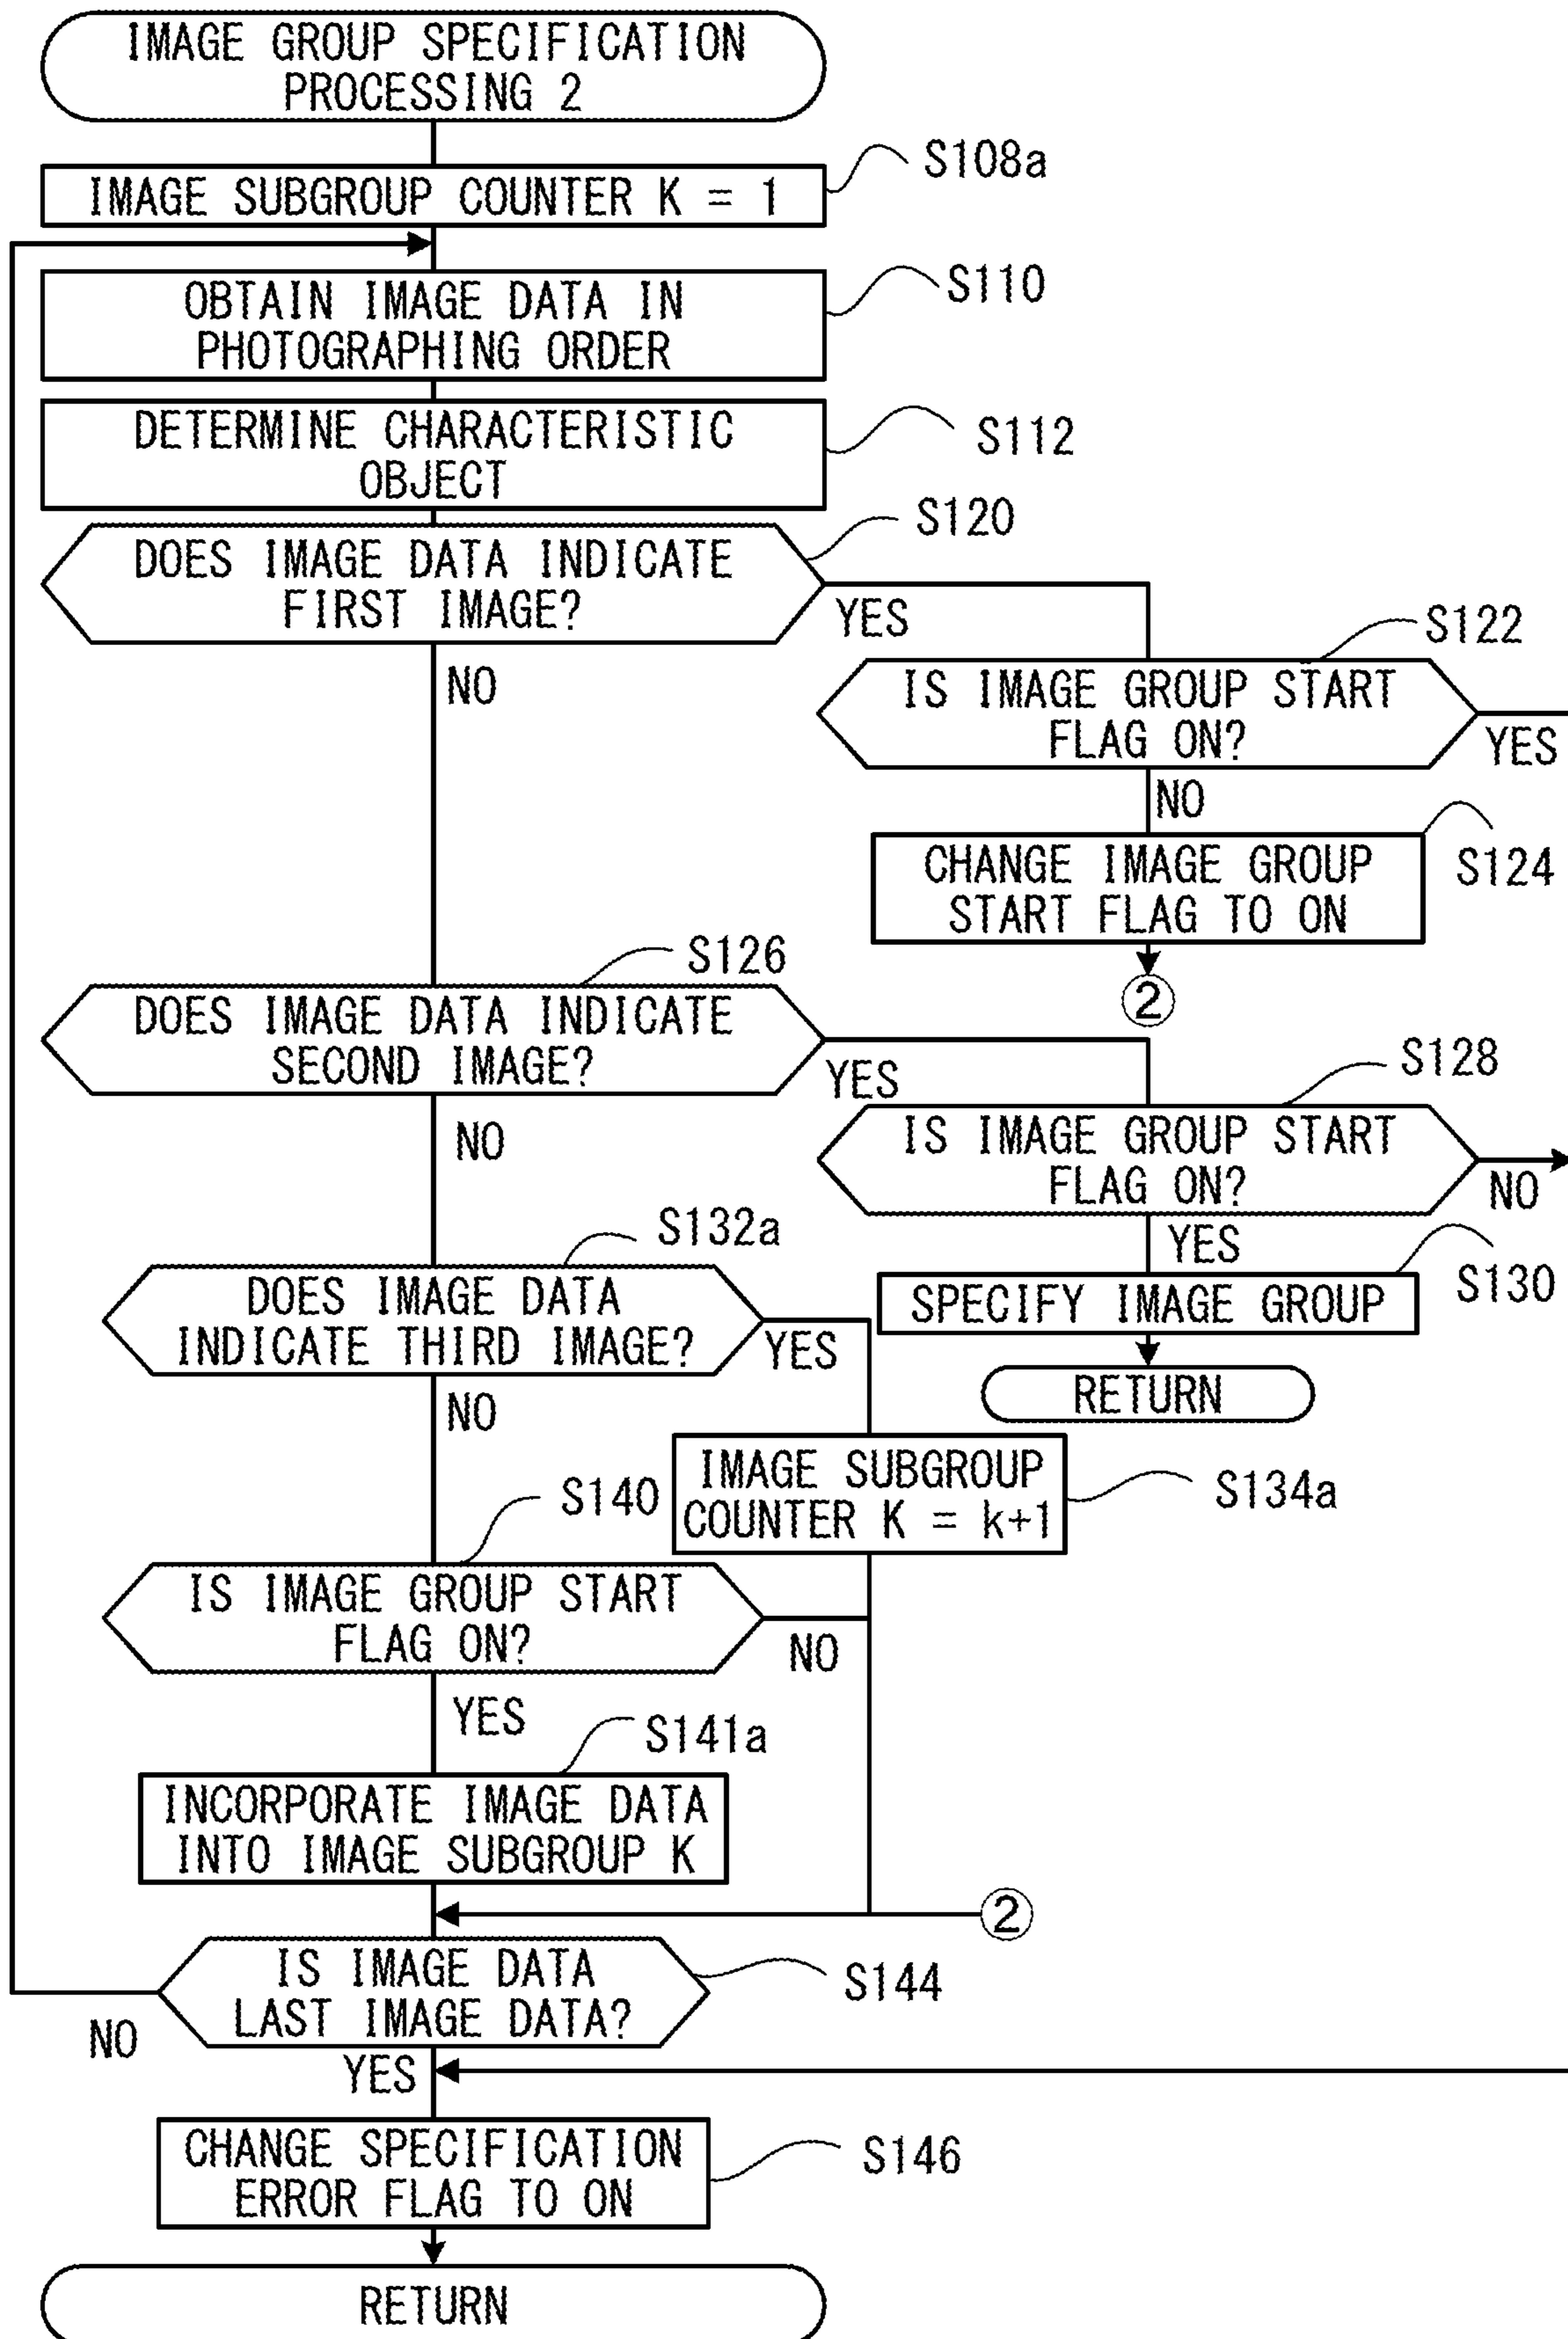 IMAGE GROUP SPECIFICATION
PROCESSING 2
IMAGE SUBGROUP COUNTER K = 1
S108a
OBTAIN IMAGE DATA IN
PHOTOGRAPHING ORDER
S110
DETERMINE CHARACTERISTIC
OBJECT
S112
DOES IMAGE DATA INDICATE
FIRST IMAGE?
S120
YES
NO
IS IMAGE GROUP START
FLAG ON?
S122
YES
NO
CHANGE IMAGE GROUP
START FLAG TO ON
S124
②
DOES IMAGE DATA INDICATE
SECOND IMAGE?
S126
YES
NO
IS IMAGE GROUP START
FLAG ON?
S128
NO
YES
SPECIFY IMAGE GROUP
S130
RETURN
DOES IMAGE DATA
INDICATE THIRD IMAGE?
S132a
YES
NO
IMAGE SUBGROUP
COUNTER K = k+1
S134a
IS IMAGE GROUP START
FLAG ON?
S140
NO
YES
INCORPORATE IMAGE DATA
INTO IMAGE SUBGROUP K
S141a
②
IS IMAGE DATA
LAST IMAGE DATA?
S144
NO
YES
CHANGE SPECIFICATION
ERROR FLAG TO ON
S146
RETURN